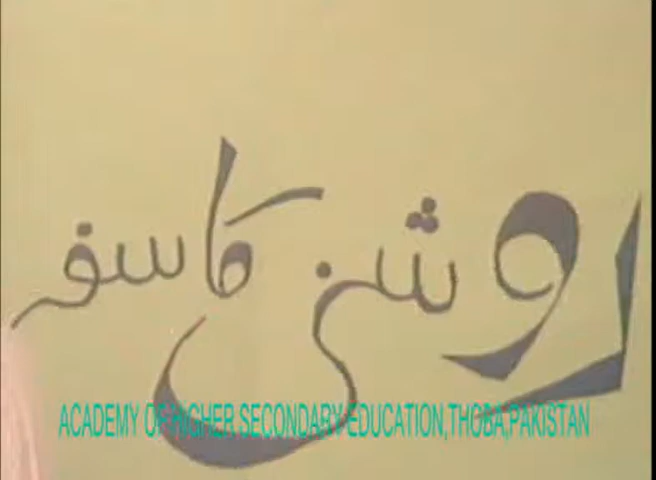 روشنی کا سفر
ACADEMY OF HIGHER SECONDARY EDUCATION,THOBA,PAKISTAN